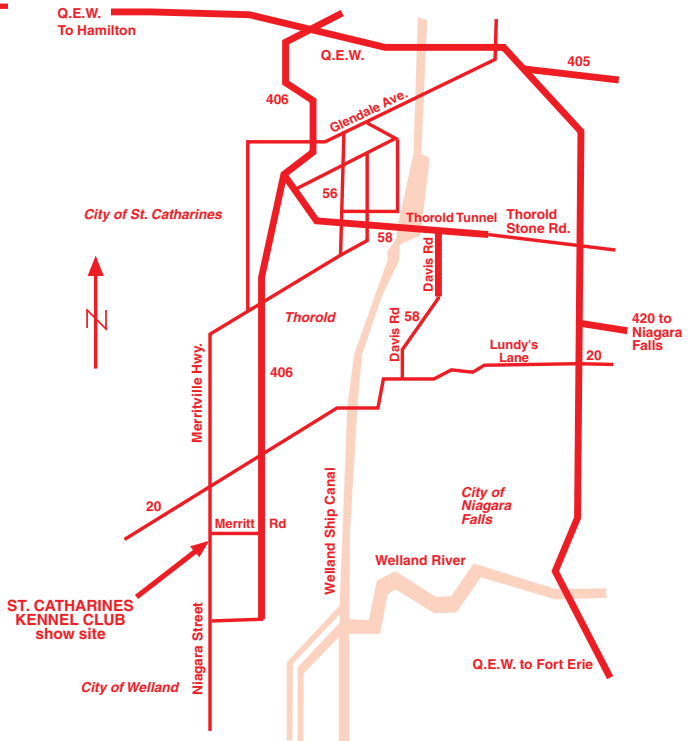 Q.E.W.
To Hamilton
Q.E.W.
405
406
Glendale Ave.
56
City of St. Catharines
Thorold Tunnel
Thorold
Stone Rd.
58
Davis Rd
Thorold
Davis Rd
58
420 to
Niagara
Falls
Lundy's
Lane
20
Merrittville Hwy.
406
20
Welland Ship Canal
City of
Niagara
Falls
Merritt Rd
Welland River
ST. CATHARINES
KENNEL CLUB
show site
Niagara Street
Q.E.W. to Fort Erie
City of Welland
N